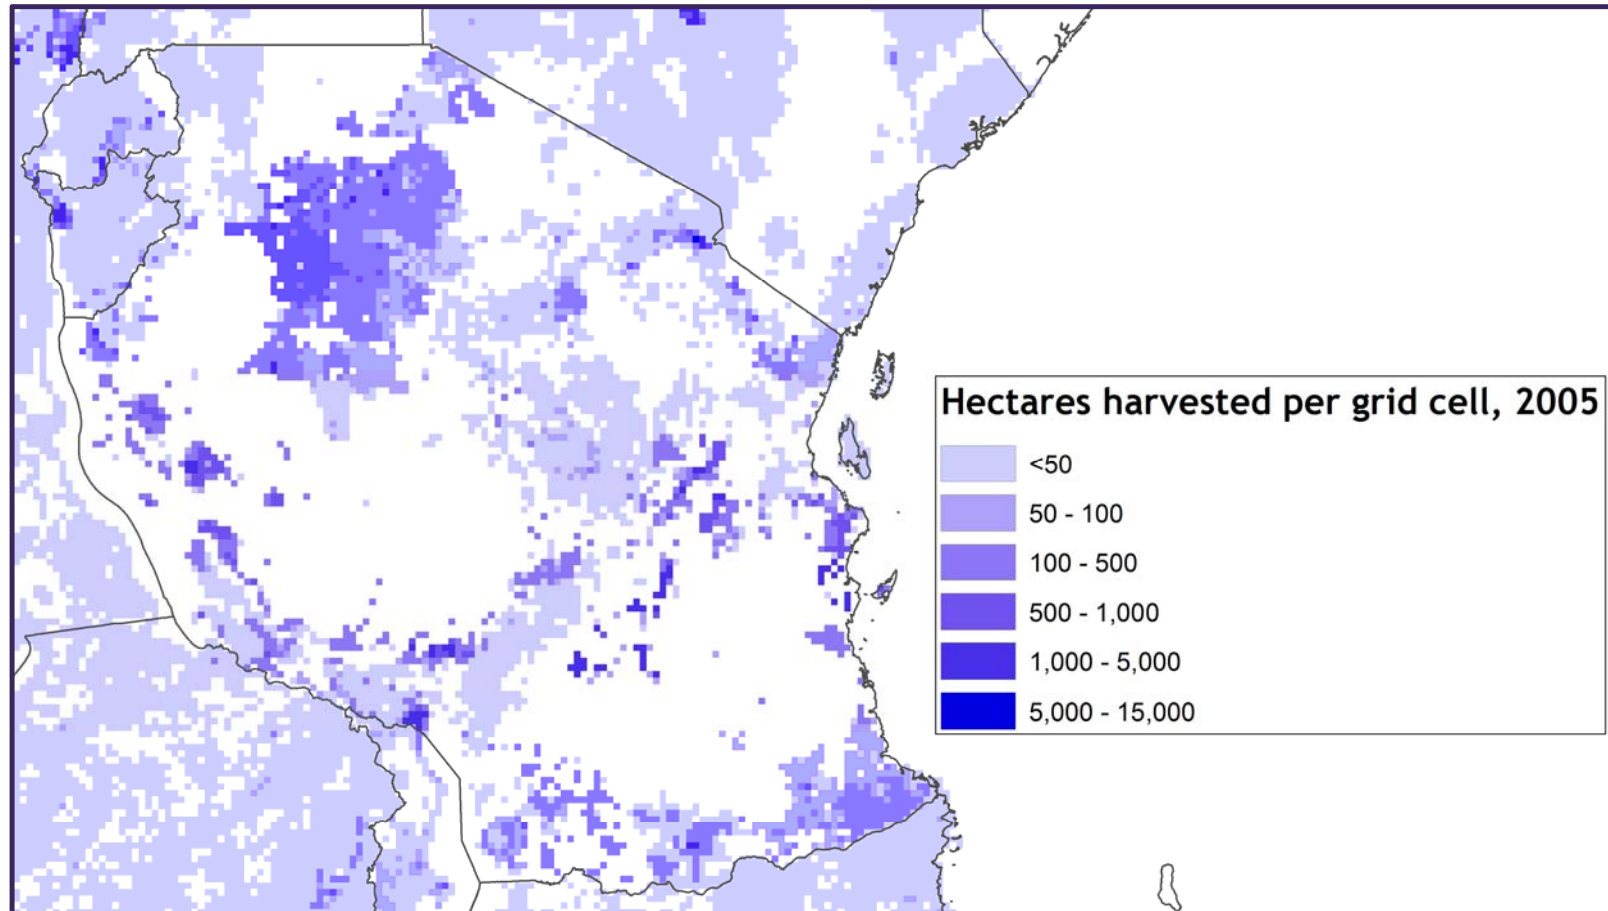 Hectares harvested per grid cell, 2005
<50
50 - 100
100 - 500
500 - 1,000
1,000 - 5,000
5,000 - 15,000